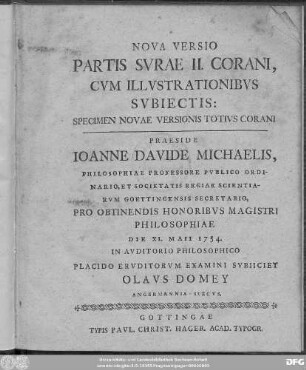 NOVA VERSIO
PARTIS SVRAE II. CORANI,
CVM ILLVSTRATIONIBVS
SVBIECTIS:
SPECIMEN NOVAE VERSIONIS TOTIVS CORANI
PRAESIDE
IOANNE DAVIDE MICHAELIS,
PHILOSOPHIAE PROFESSORE PVBLICO ORDI-
NARIO, ET SOCIETATIS REGIAE SCIENTIA-
RVM GOETTINGENSIS SECRETARIO,
PRO OBTINENDIS HONORIBVS MAGISTRI
PHILOSOPHIAE
DIE XI. MAII 1754.
IN AVDITORIO PHILOSOPHICO
PLACIDO ERVDITORVM EXAMINI SVBIICIET
OLAVS DOMEY
ANGERMANNIA-SVECVS.
GOTTINGAE
TYPIS PAVL. CHRIST. HAGER. ACAD. TYPOGR.